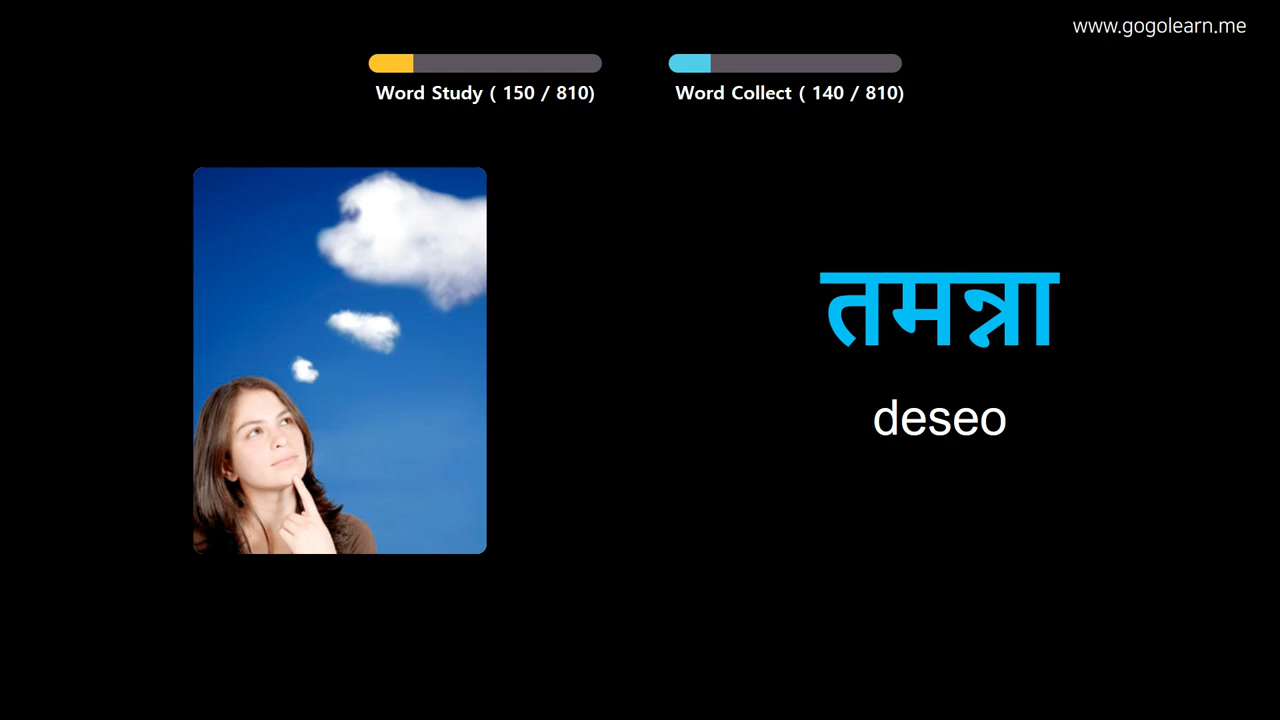 www.gogolearn.me
Word Study ( 150 / 810)
Word Collect ( 140 / 810)
तमन्ना
deseo